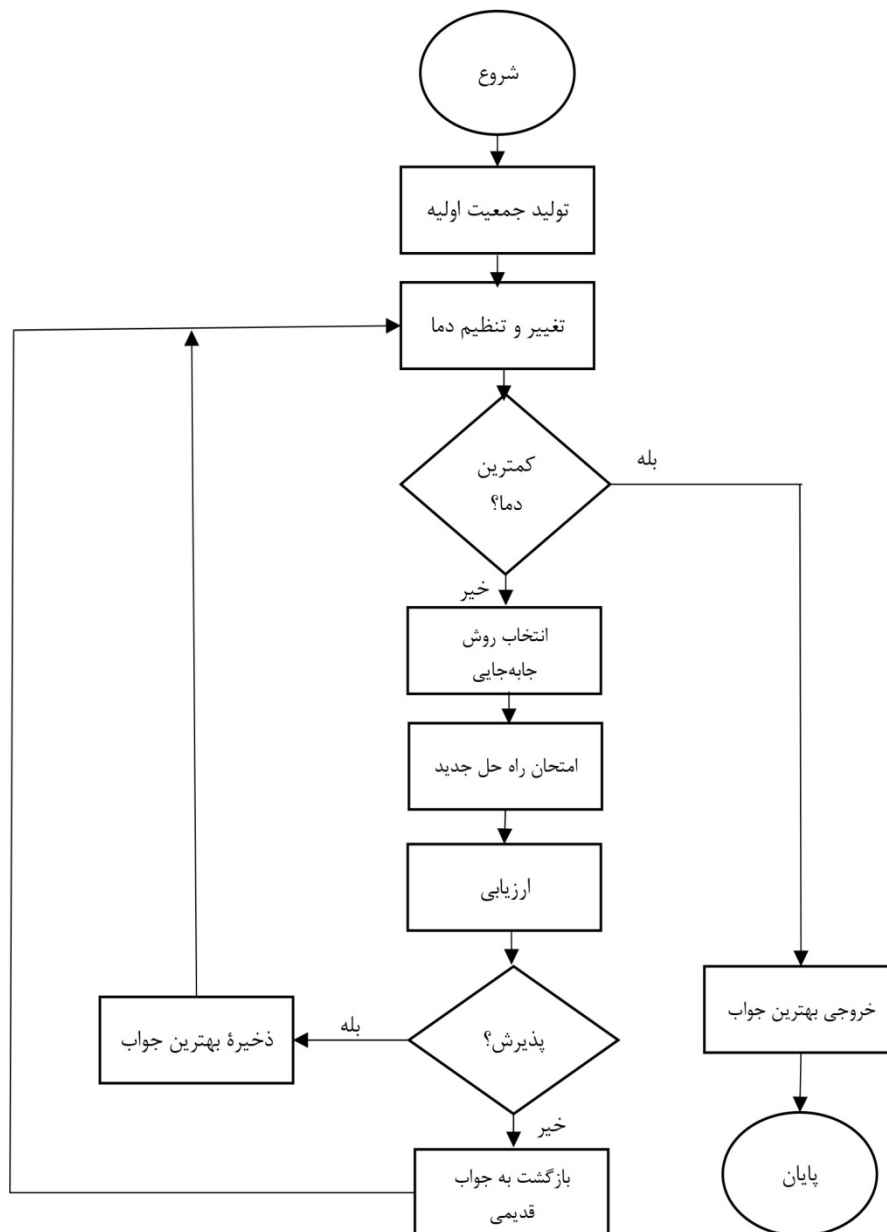 شروع
تولید جمعیت اولیه
تغییر و تنظیم دما
کمترین
دما؟
بله
خیر
انتخاب روش
جابه‌جایی
امتحان راه حل جدید
ارزیابی
پذیرش؟
بله
ذخیرۀ بهترین جواب
خیر
بازگشت به جواب
قدیمی
خروجی بهترین جواب
پایان